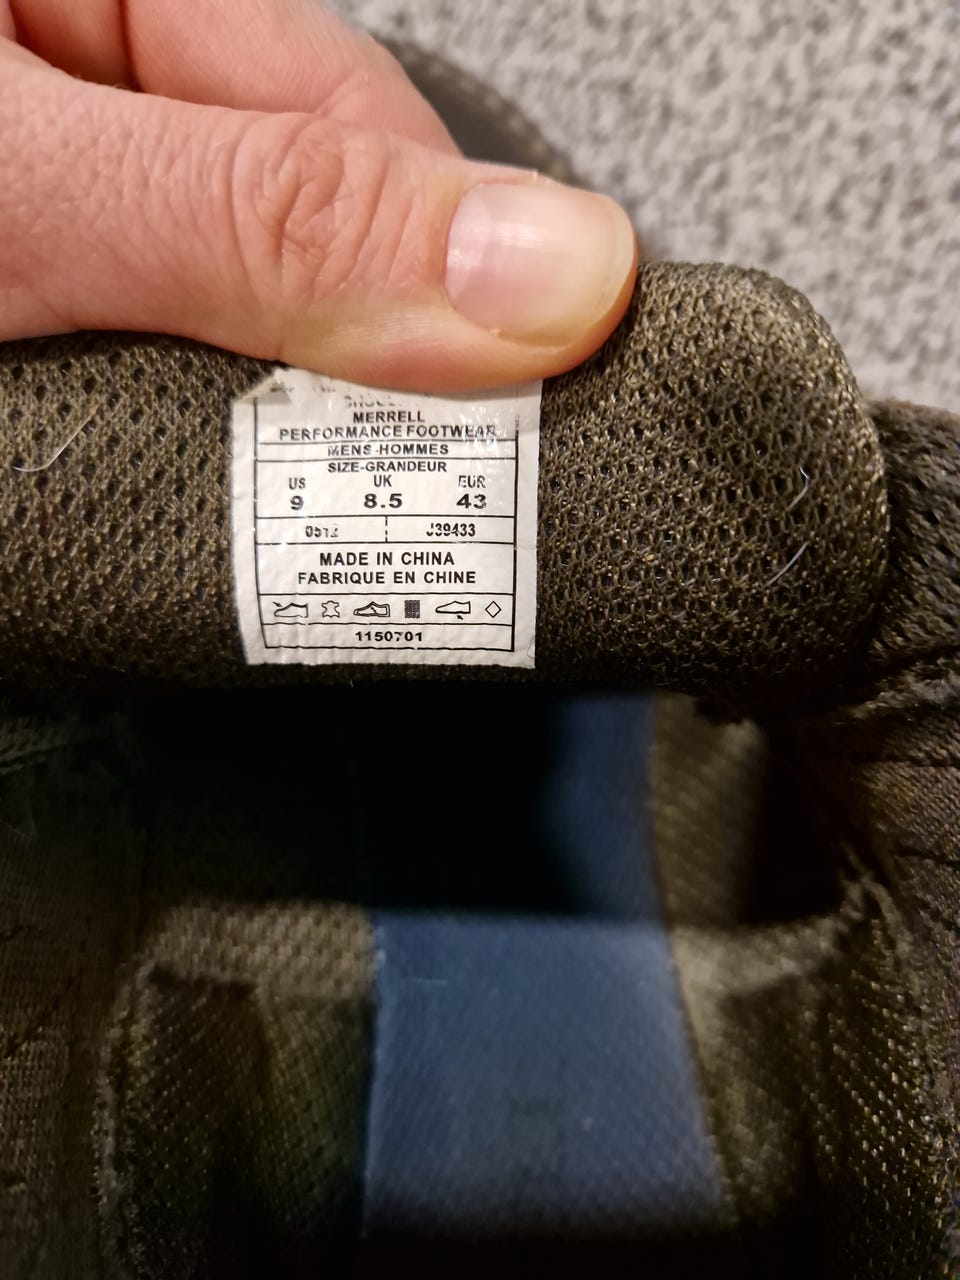 MERRELL
PERFORMANCE FOOTWEAR
MENS-HOMMES
SIZE-GRANDEUR
US UK EUR
9 8.5 43
0512 J39433
MADE IN CHINA
FABRIQUE EN CHINE
1150701